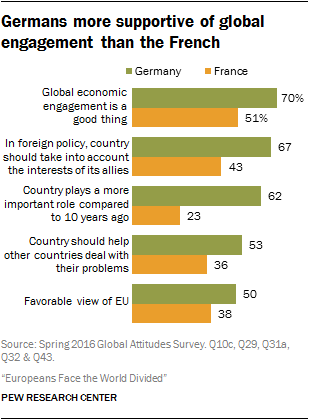 Germans more supportive of global
engagement than the French
Germany France
Global economic
engagement is a
good thing
70%
51%
In foreign policy, country
should take into account
the interests of its allies
67
43
Country plays a more
important role compared
to 10 years ago
62
23
Country should help
other countries deal with
their problems
53
36
Favorable view of EU
50
38
Source: Spring 2016 Global Attitudes Survey. Q10c, Q29, Q31a,
Q32 & Q43.
"Europeans Face the World Divided"
PEW RESEARCH CENTER